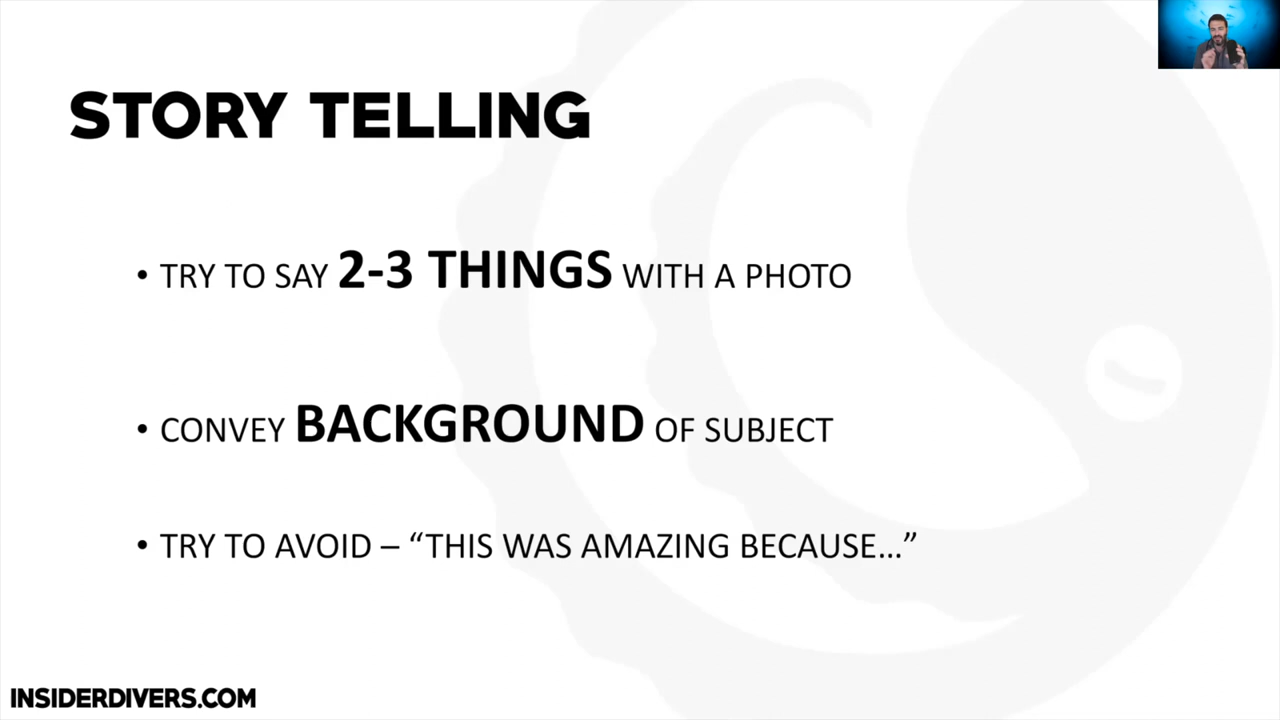 STORY TELLING
• TRY TO SAY 2-3 THINGS WITH A PHOTO
• CONVEY BACKGROUND OF SUBJECT
• TRY TO AVOID – “THIS WAS AMAZING BECAUSE…”
INSIDERDIVERS.COM